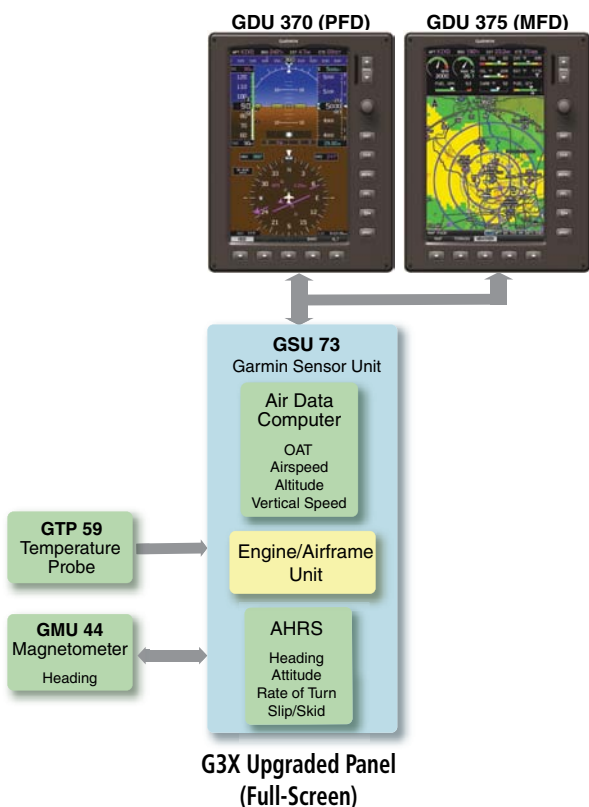 GDU 370 (PFD)
GDU 375 (MFD)
GSU 73
Garmin Sensor Unit
Air Data
Computer
OAT
Airspeed
Altitude
Vertical Speed
GTP 59
Temperature
Probe
Engine/Airframe
Unit
GMU 44
Magnetometer
Heading
AHRS
Heading
Attitude
Rate of Turn
Slip/Skid
G3X Upgraded Panel
(Full-Screen)